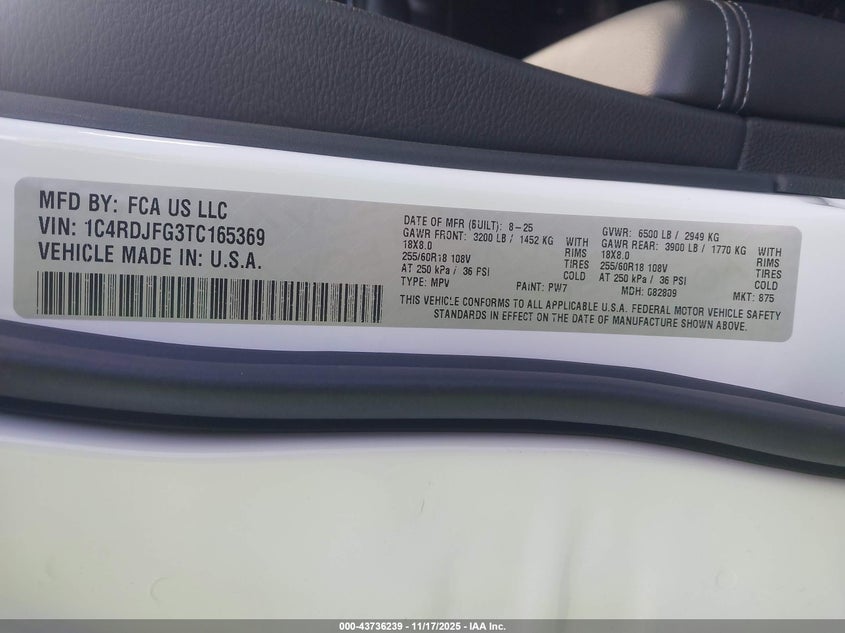 MFD BY: FCA US LLC
VIN: 1C4RDJFG3TC165369
VEHICLE MADE IN: U.S.A.
DATE OF MFR (BUILT): 8-25
GAWR FRONT: 3200 LB / 1452 KG WITH
18X8.0 RIMS
255/60R18 108V TIRES
AT 250 kPa / 36 PSI COLD
TYPE: MPV PAINT: PW7
GVWR: 6500 LB / 2949 KG
GAWR REAR: 3900 LB / 1770 KG WITH
18X8.0 RIMS
255/60R18 108V TIRES
AT 250 kPa / 36 PSI COLD
MDH: 082809 MKT: 875
THIS VEHICLE CONFORMS TO ALL APPLICABLE U.S.A. FEDERAL MOTOR VEHICLE SAFETY
STANDARDS IN EFFECT ON THE DATE OF MANUFACTURE SHOWN ABOVE.
000-43736239 - 11/17/2025 - IAA Inc.